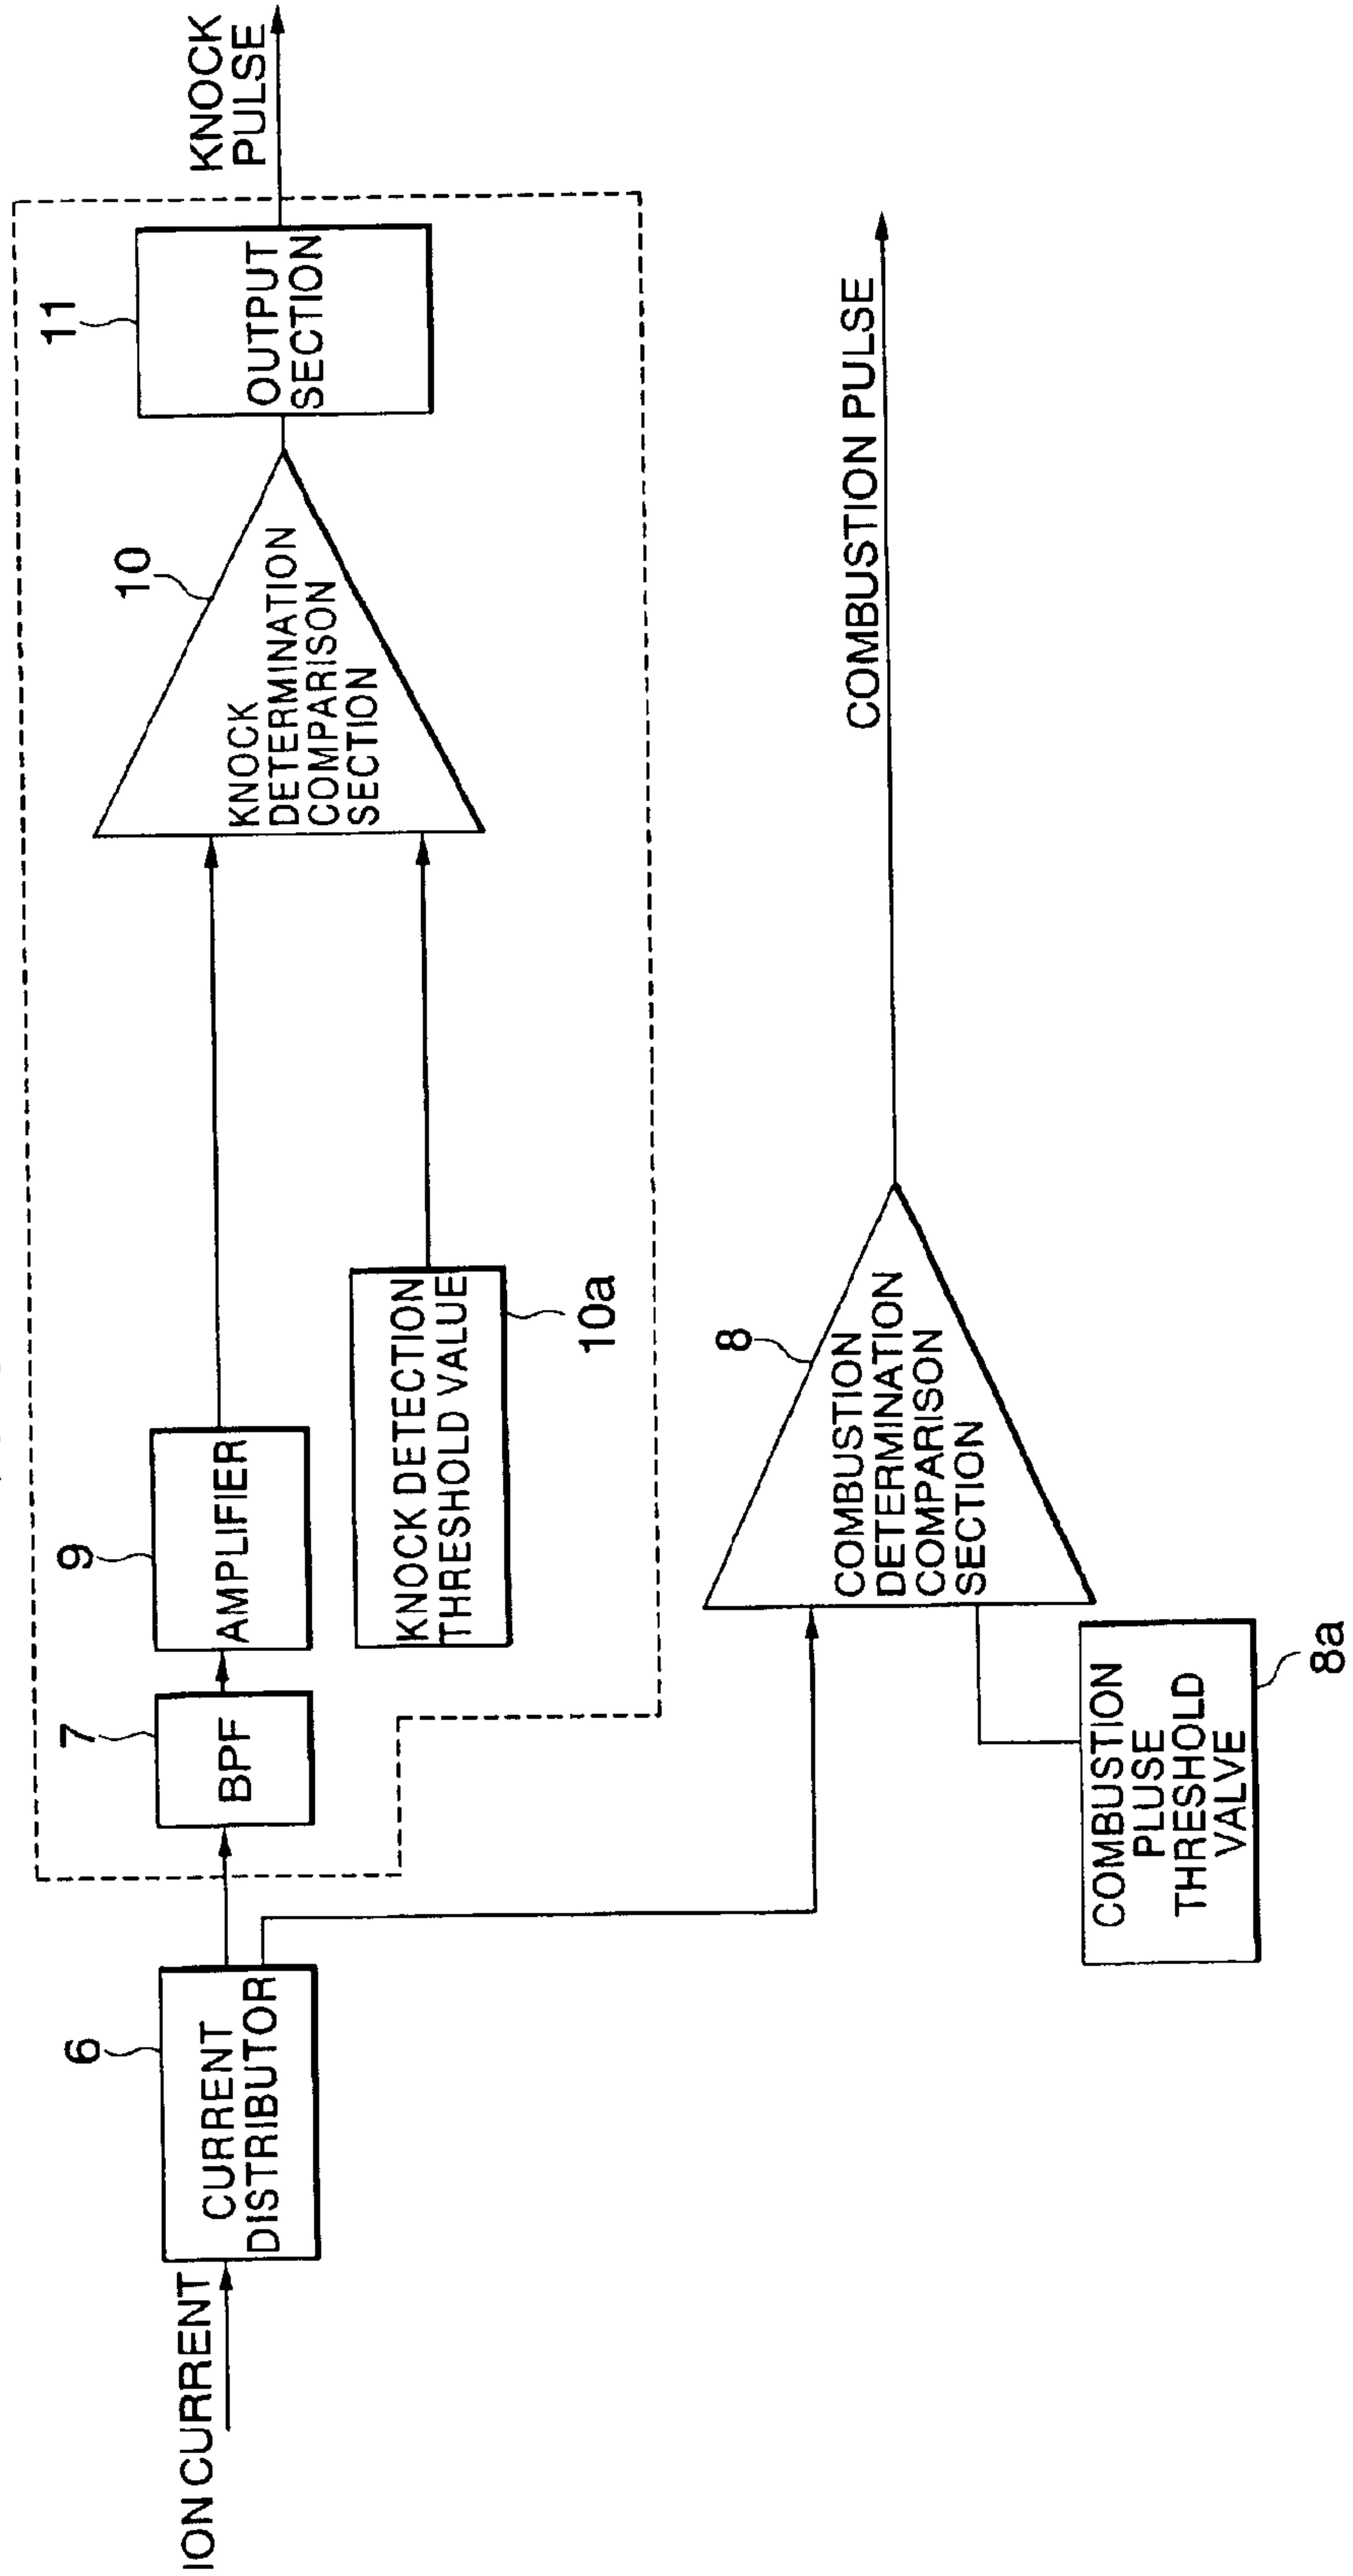 ION CURRENT
6
CURRENT
DISTRIBUTOR
7
BPF
9
AMPLIFIER
KNOCK DETECTION
THRESHOLD VALUE
10a
10
KNOCK
DETERMINATION
COMPARISON
SECTION
11
OUTPUT
SECTION
KNOCK
PULSE
8
COMBUSTION
DETERMINATION
COMPARISON
SECTION
COMBUSTION
PLUSE
THRESHOLD
VALVE
8a
COMBUSTION PULSE